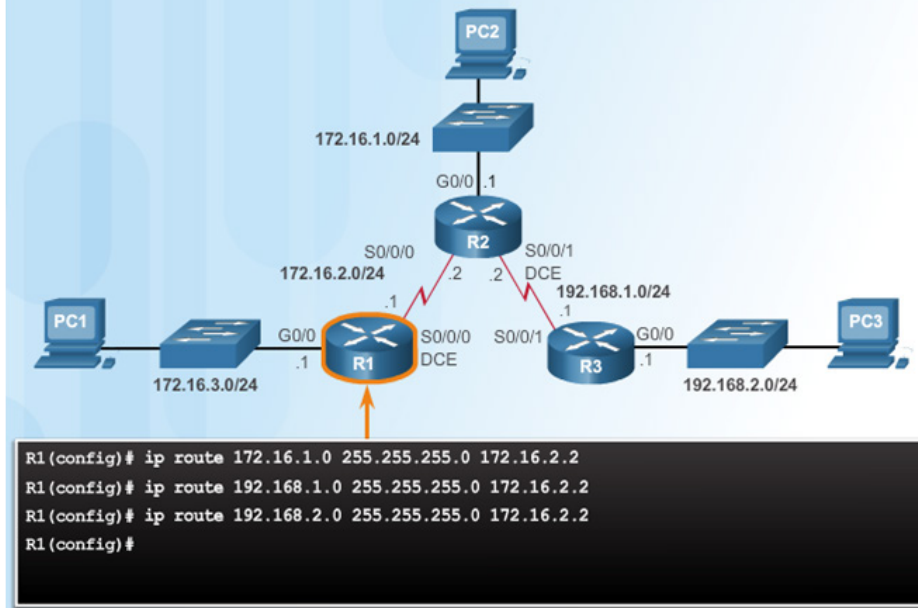 PC2
172.16.1.0/24
G0/0 .1
R2
S0/0/0
S0/0/1
DCE
172.16.2.0/24
.2
.2
192.168.1.0/24
.1
.1
PC1
G0/0
.1
R1
S0/0/0
DCE
S0/0/1
R3
G0/0
.1
PC3
172.16.3.0/24
192.168.2.0/24
R1(config)# ip route 172.16.1.0 255.255.255.0 172.16.2.2
R1(config)# ip route 192.168.1.0 255.255.255.0 172.16.2.2
R1(config)# ip route 192.168.2.0 255.255.255.0 172.16.2.2
R1(config)#